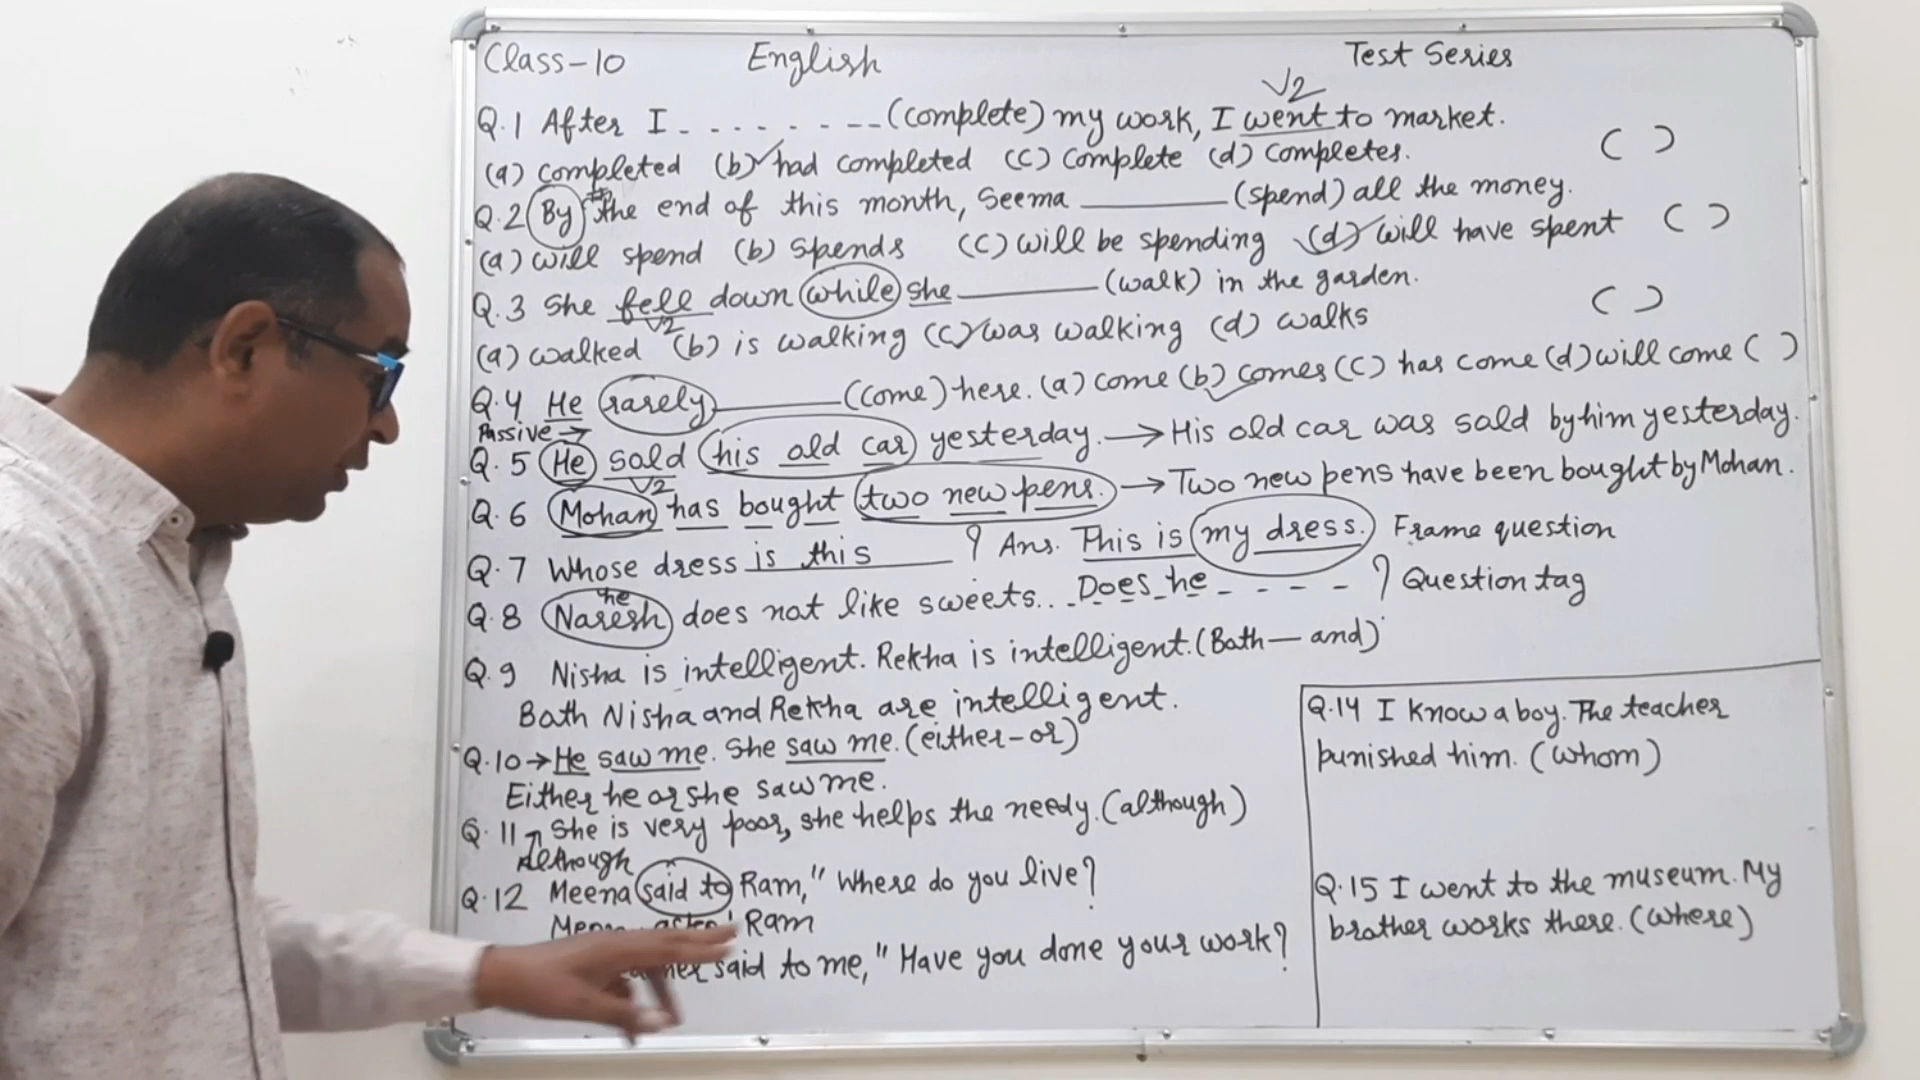 Class-10 English Test Series
V2
Q.1 After I - - - - - - - - (complete) my work, I went to market.
(a) completed (b) had completed (c) complete (d) completes. ( )
Q.2 By the end of this month, Seema ________ (spend) all the money.
(a) will spend (b) spends (c) will be spending (d) will have spent ( )
Q.3 She fell down while she ________ (walk) in the garden.
V2
(a) walked (b) is walking (c) was walking (d) walks ( )
Q.4 He rarely ________ (come) here. (a) come (b) comes (c) has come (d) will come ( )
Passive →
Q.5 He sold his old car yesterday. → His old car was sold by him yesterday.
V2
Q.6 Mohan has bought two new pens. → Two new pens have been bought by Mohan.
Q.7 Whose dress is this ____ ? Ans. This is my dress. Frame question
he
Q.8 Naresh does not like sweets... Does he - - - - ? Question tag
Q.9 Nisha is intelligent. Rekha is intelligent. (Both — and)
Both Nisha and Rekha are intelligent.
Q.10 → He saw me. She saw me. (either-or)
Either he or she saw me.
Q.11 She is very poor, she helps the needy. (although)
Although
Q.12 Meena said to Ram, " Where do you live?
Ram
said to me, " Have you done your work?
Q.14 I know a boy. The teacher
punished him. (whom)
Q.15 I went to the museum. My
brother works there. (where)